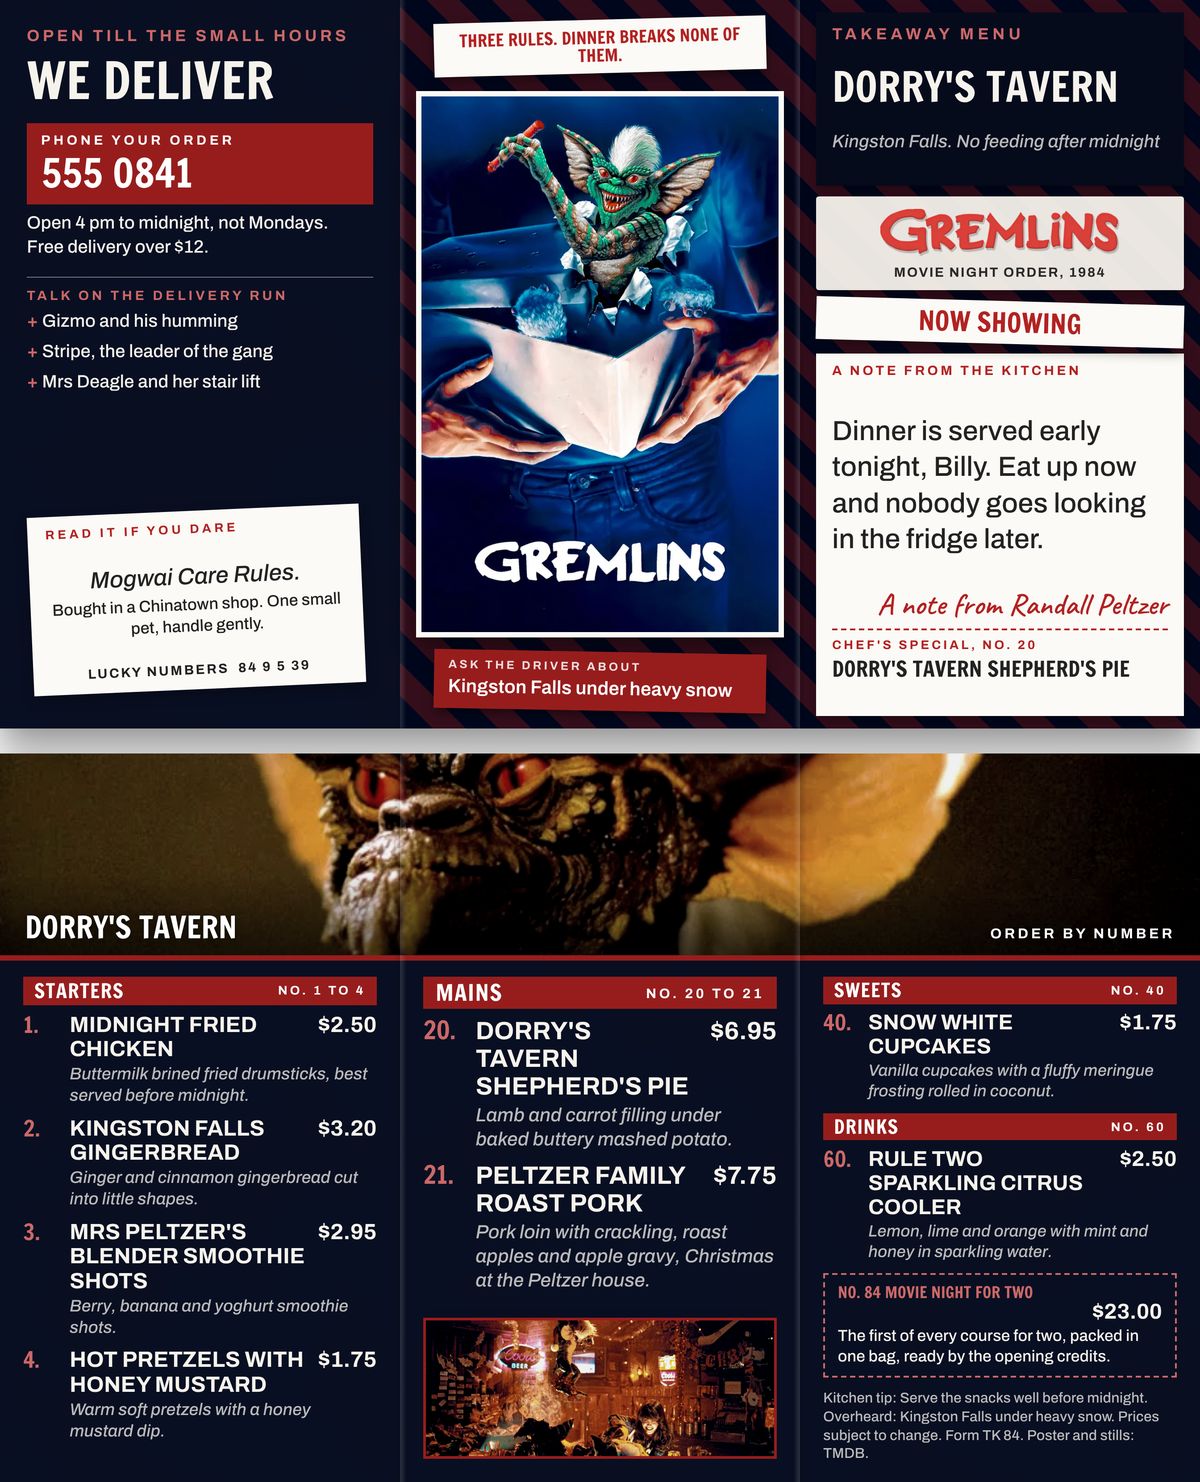 OPEN TILL THE SMALL HOURS
WE DELIVER
PHONE YOUR ORDER
555 0841
Open 4 pm to midnight, not Mondays.
Free delivery over $12.
TALK ON THE DELIVERY RUN
+ Gizmo and his humming
+ Stripe, the leader of the gang
+ Mrs Deagle and her stair lift
READ IT IF YOU DARE
Mogwai Care Rules.
Bought in a Chinatown shop. One small
pet, handle gently.
LUCKY NUMBERS 84 9 5 39
THREE RULES. DINNER BREAKS NONE OF
THEM.
GREMLINS
ASK THE DRIVER ABOUT
Kingston Falls under heavy snow
TAKEAWAY MENU
DORRY'S TAVERN
Kingston Falls. No feeding after midnight
GREMLiNS
MOVIE NIGHT ORDER, 1984
NOW SHOWING
A NOTE FROM THE KITCHEN
Dinner is served early
tonight, Billy. Eat up now
and nobody goes looking
in the fridge later.
A note from Randall Peltzer
CHEF'S SPECIAL, NO. 20
DORRY'S TAVERN SHEPHERD'S PIE
DORRY'S TAVERN
ORDER BY NUMBER
STARTERS NO. 1 TO 4
1. MIDNIGHT FRIED $2.50
CHICKEN
Buttermilk brined fried drumsticks, best
served before midnight.
2. KINGSTON FALLS $3.20
GINGERBREAD
Ginger and cinnamon gingerbread cut
into little shapes.
3. MRS PELTZER'S $2.95
BLENDER SMOOTHIE
SHOTS
Berry, banana and yoghurt smoothie
shots.
4. HOT PRETZELS WITH $1.75
HONEY MUSTARD
Warm soft pretzels with a honey
mustard dip.
MAINS NO. 20 TO 21
20. DORRY'S $6.95
TAVERN
SHEPHERD'S PIE
Lamb and carrot filling under
baked buttery mashed potato.
21. PELTZER FAMILY $7.75
ROAST PORK
Pork loin with crackling, roast
apples and apple gravy, Christmas
at the Peltzer house.
Coors
BEER
SWEETS NO. 40
40. SNOW WHITE $1.75
CUPCAKES
Vanilla cupcakes with a fluffy meringue
frosting rolled in coconut.
DRINKS NO. 60
60. RULE TWO $2.50
SPARKLING CITRUS
COOLER
Lemon, lime and orange with mint and
honey in sparkling water.
NO. 84 MOVIE NIGHT FOR TWO
$23.00
The first of every course for two, packed in
one bag, ready by the opening credits.
Kitchen tip: Serve the snacks well before midnight.
Overheard: Kingston Falls under heavy snow. Prices
subject to change. Form TK 84. Poster and stills:
TMDB.